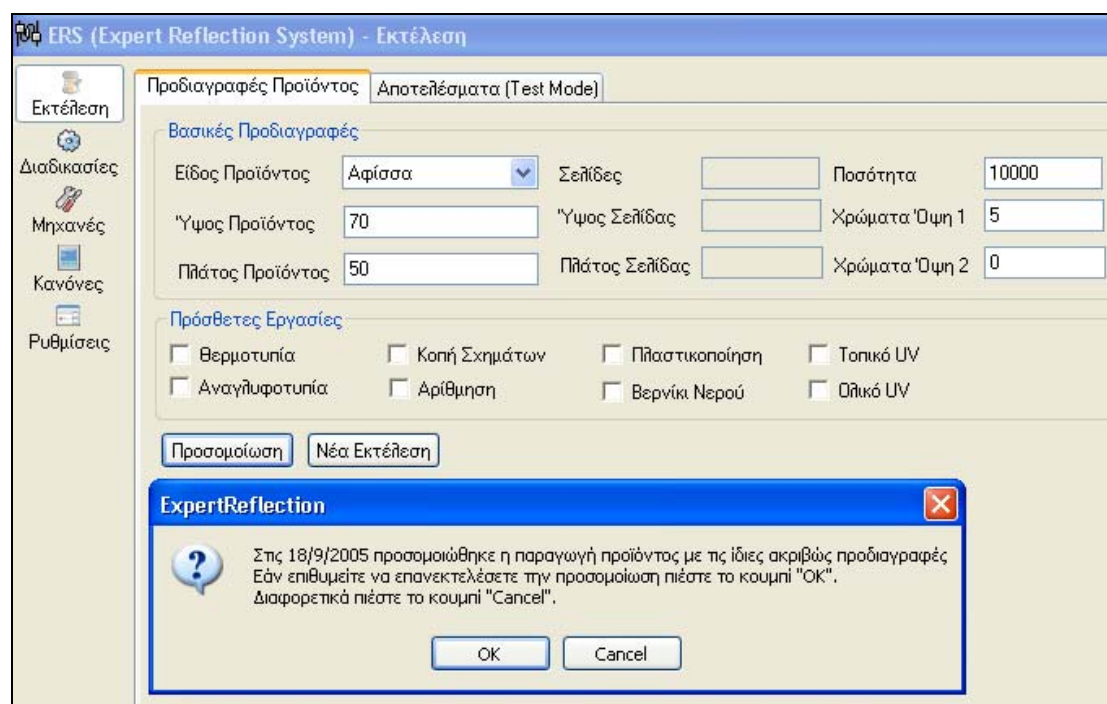 ERS (Expert Reflection System) - Εκτέλεση
Εκτέλεση
Διαδικασίες
Μηχανές
Κανόνες
Ρυθμίσεις
Προδιαγραφές Προϊόντος Αποτελέσματα (Test Mode)
Βασικές Προδιαγραφές
Είδος Προϊόντος Αφίσσα Σελίδες Ποσότητα 10000
Ύψος Προϊόντος 70 Ύψος Σελίδας Χρώματα Όψη 1 5
Πλάτος Προϊόντος 50 Πλάτος Σελίδας Χρώματα Όψη 2 0
Πρόσθετες Εργασίες
Θερμοτυπία Κοπή Σχημάτων Πλαστικοποίηση Τοπικό UV
Αναγλυφοτυπία Αρίθμηση Βερνίκι Νερού Ολικό UV
Προσομοίωση Νέα Εκτέλεση
ExpertReflection
Στις 18/9/2005 προσομοιώθηκε η παραγωγή προϊόντος με τις ίδιες ακριβώς προδιαγραφές
Εάν επιθυμείτε να επανεκτελέσετε την προσομοίωση πιέστε το κουμπί "OK".
Διαφορετικά πιέστε το κουμπί "Cancel".
OK Cancel